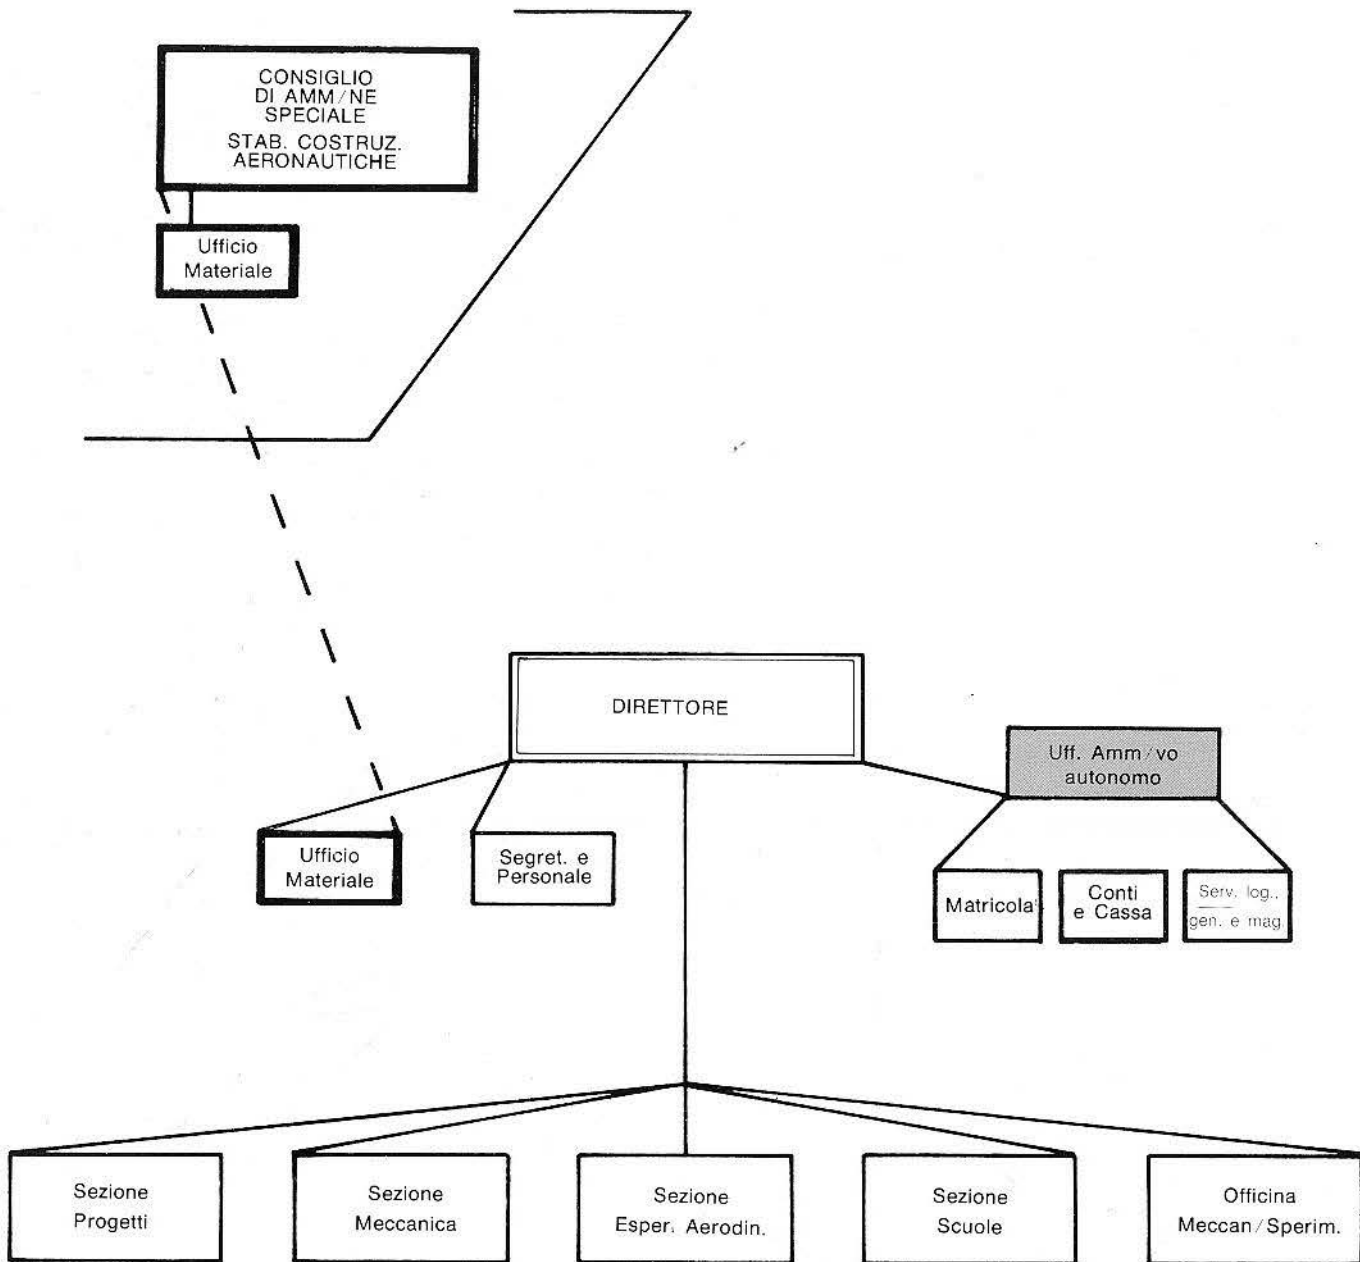 CONSIGLIO
DI AMM/NE
SPECIALE
STAB. COSTRUZ.
AERONAUTICHE
Ufficio
Materiale
DIRETTORE
Uff. Amm/vo
autonomo
Ufficio
Materiale
Segret. e
Personale
Matricola
Conti
e Cassa
Serv. log.,
gen. e mag.
Sezione
Progetti
Sezione
Meccanica
Sezione
Esper. Aerodin.
Sezione
Scuole
Officina
Meccan/Sperim.